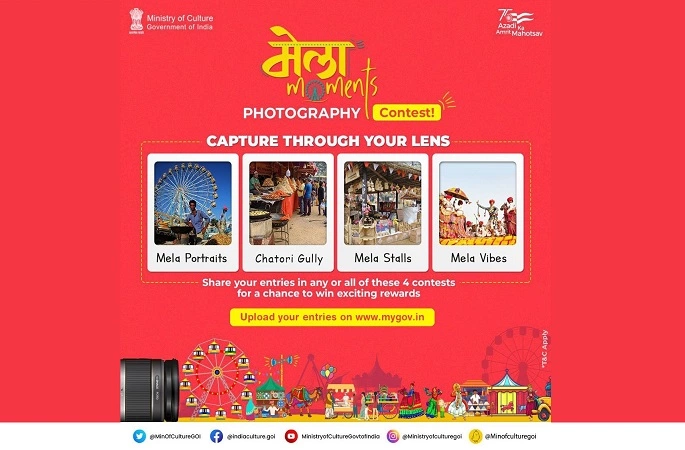 Ministry of Culture
Government of India
75
Azadi Ka
Amrit Mahotsav
मेला
moments
PHOTOGRAPHY Contest!
CAPTURE THROUGH YOUR LENS
Mela Portraits
Chatori Gully
Mela Stalls
Mela Vibes
Share your entries in any or all of these 4 contests
for a chance to win exciting rewards
Upload your entries on www.mygov.in
*T&C Apply
@MinOfCultureGOI
@indiaculture.goi
MinistryofCultureGovtofIndia
@Ministryofculturegoi
@Minofculturegoi